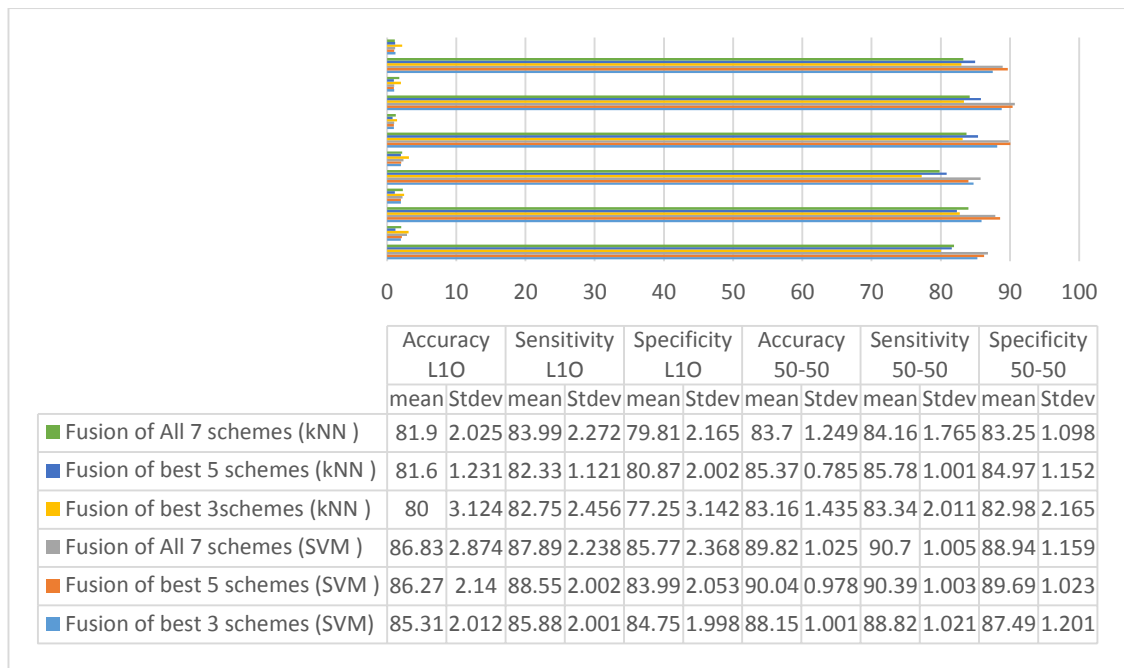 0 10 20 30 40 50 60 70 80 90 100
Accuracy L1O Sensitivity L1O Specificity L1O Accuracy 50-50 Sensitivity 50-50 Specificity 50-50
mean Stdev mean Stdev mean Stdev mean Stdev mean Stdev mean Stdev
Fusion of All 7 schemes (kNN ) 81.9 2.025 83.99 2.272 79.81 2.165 83.7 1.249 84.16 1.765 83.25 1.098
Fusion of best 5 schemes (kNN ) 81.6 1.231 82.33 1.121 80.87 2.002 85.37 0.785 85.78 1.001 84.97 1.152
Fusion of best 3schemes (kNN ) 80 3.124 82.75 2.456 77.25 3.142 83.16 1.435 83.34 2.011 82.98 2.165
Fusion of All 7 schemes (SVM ) 86.83 2.874 87.89 2.238 85.77 2.368 89.82 1.025 90.7 1.005 88.94 1.159
Fusion of best 5 schemes (SVM ) 86.27 2.14 88.55 2.002 83.99 2.053 90.04 0.978 90.39 1.003 89.69 1.023
Fusion of best 3 schemes (SVM) 85.31 2.012 85.88 2.001 84.75 1.998 88.15 1.001 88.82 1.021 87.49 1.201